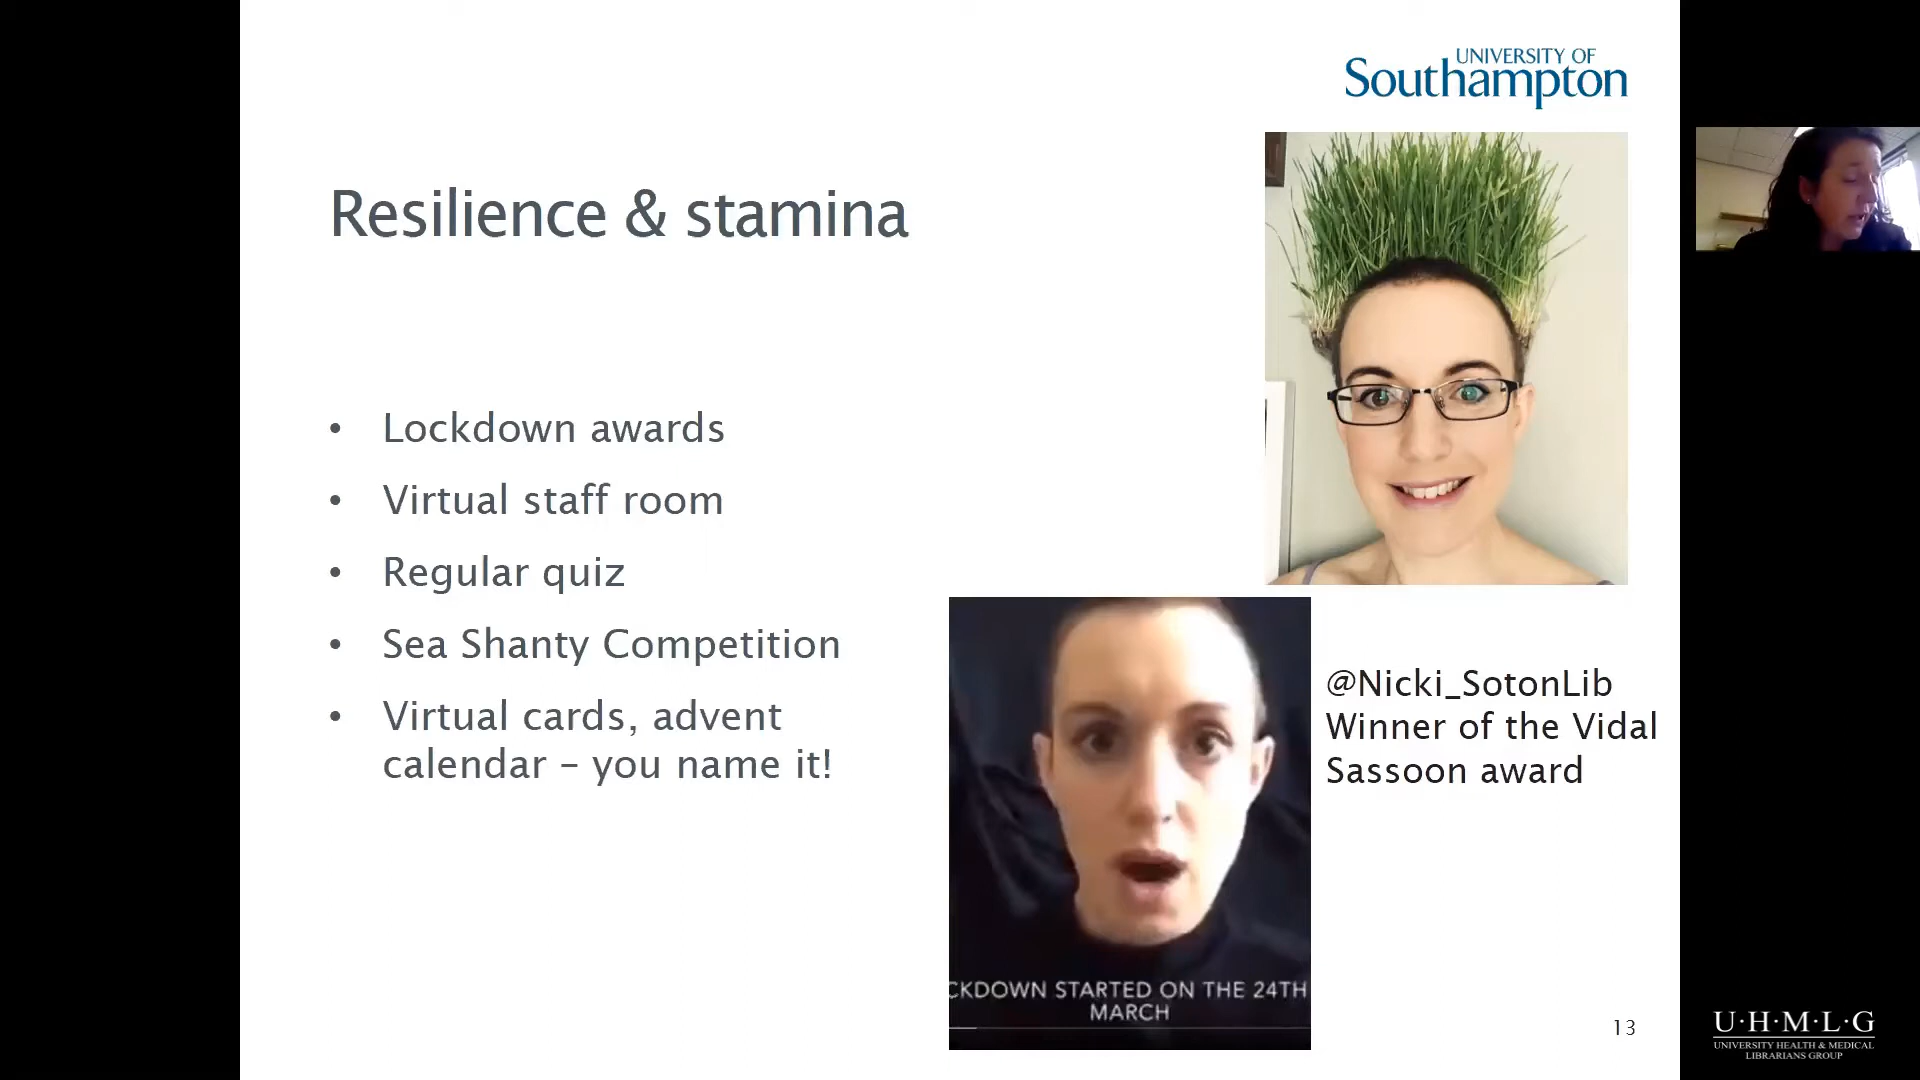 UNIVERSITY OF
Southampton
Resilience & stamina
• Lockdown awards
• Virtual staff room
• Regular quiz
• Sea Shanty Competition
• Virtual cards, advent
calendar – you name it!
@Nicki_SotonLib
Winner of the Vidal
Sassoon award
CKDOWN STARTED ON THE 24TH
MARCH
13
U·H·M·L·G
UNIVERSITY HEALTH & MEDICAL
LIBRARIANS GROUP